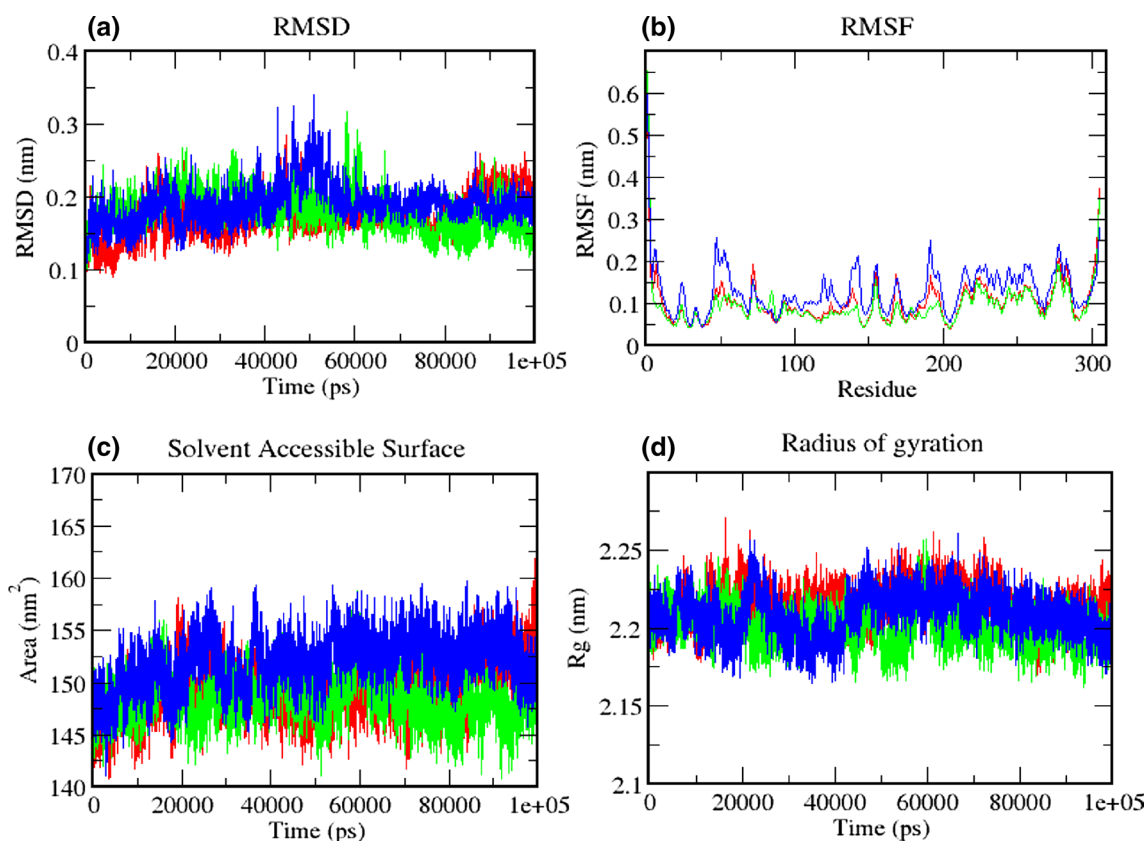 (a) RMSD
RMSD (nm)
0.4
0.3
0.2
0.1
0
0 20000 40000 60000 80000 1e+05
Time (ps)
(b) RMSF
RMSF (nm)
0.6
0.5
0.4
0.3
0.2
0.1
0
0 100 200 300
Residue
(c) Solvent Accessible Surface
Area (nm²)
170
165
160
155
150
145
140
0 20000 40000 60000 80000 1e+05
Time (ps)
(d) Radius of gyration
Rg (nm)
2.25
2.2
2.15
2.1
0 20000 40000 60000 80000 1e+05
Time (ps)